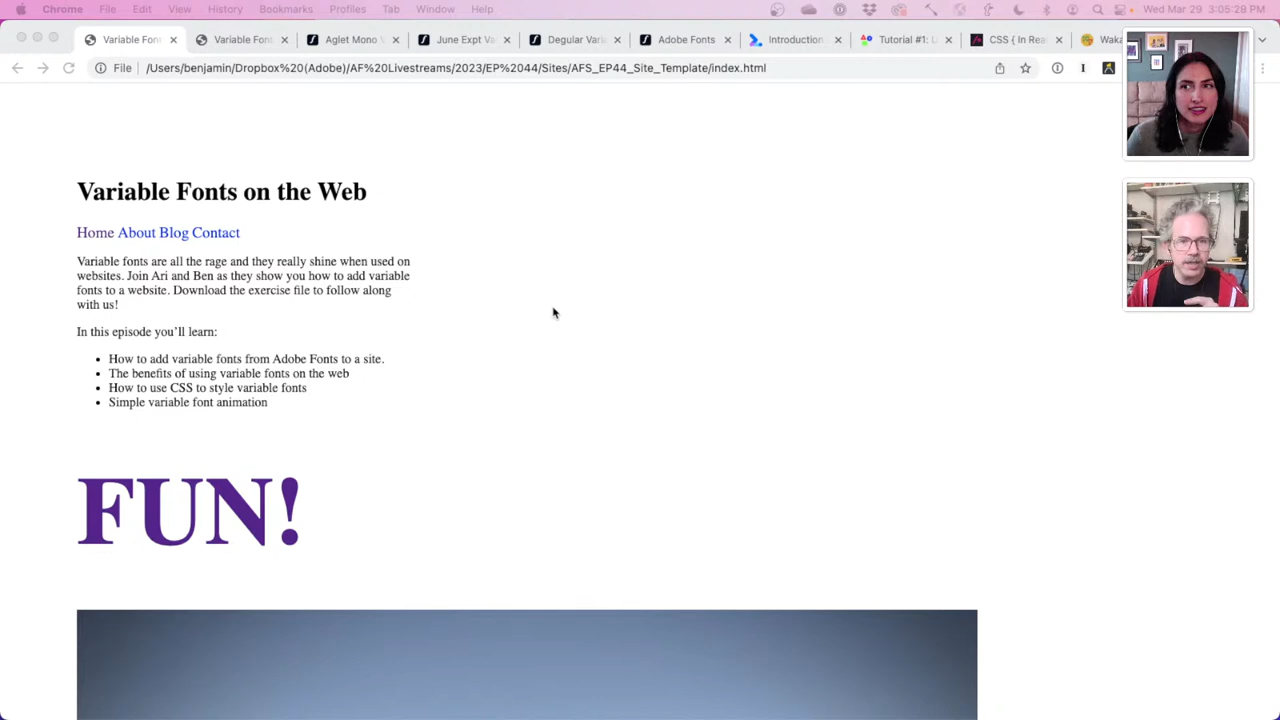 Chrome File Edit View History Bookmarks Profiles Tab Window Help Wed Mar 29 3:05:28 PM
Variable Fon Variable Font Aglet Mono V June Expt Va Degular Varia Adobe Fonts Introduction Tutorial #1: L CSS { In Rea Waka
File /Users/benjamin/Dropbox%20(Adobe)/AF%20Livestreams/2023/EP%2044/Sites/AFS_EP44_Site_Template/index.html
Variable Fonts on the Web
Home About Blog Contact
Variable fonts are all the rage and they really shine when used on
websites. Join Ari and Ben as they show you how to add variable
fonts to a website. Download the exercise file to follow along
with us!
In this episode you’ll learn:
• How to add variable fonts from Adobe Fonts to a site.
• The benefits of using variable fonts on the web
• How to use CSS to style variable fonts
• Simple variable font animation
FUN!